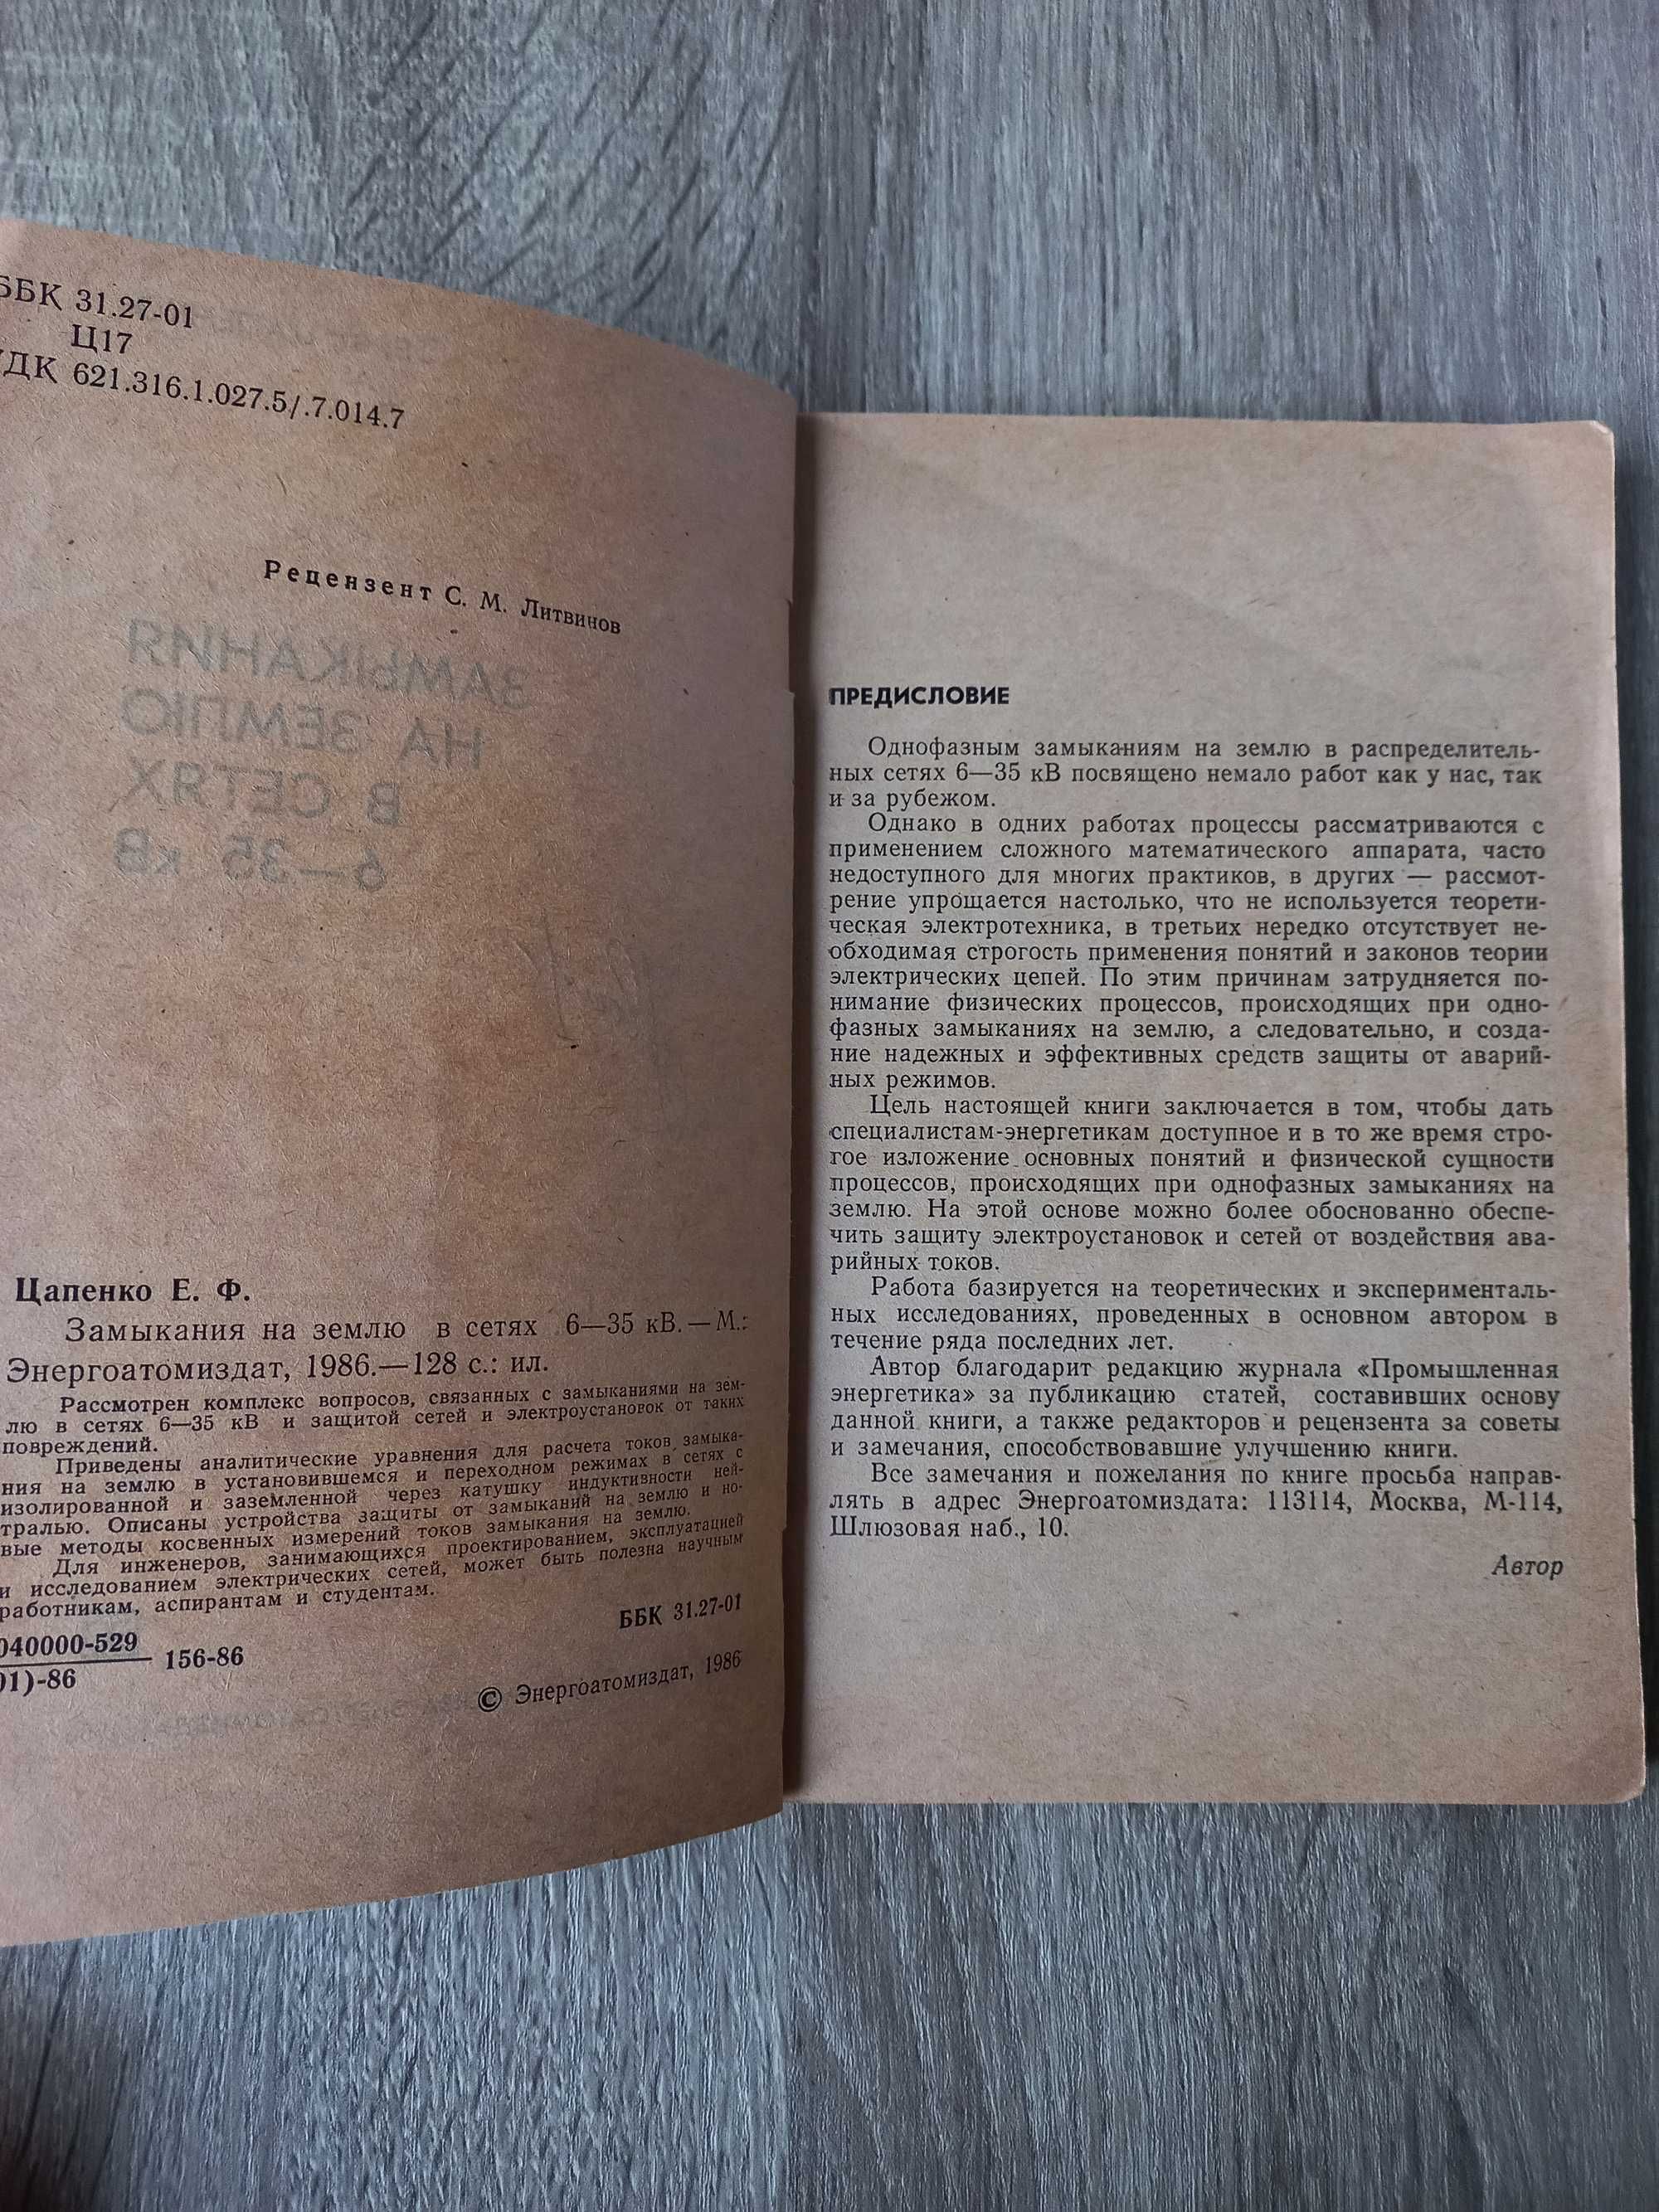 ББК 31.27-01
Ц17
УДК 621.316.1.027.5/.7.014.7
Рецензент С. М. Литвинов
ЗАМЫКАНИЯ
НА ЗЕМЛЮ
В СЕТЯХ
6—35 кВ
Цапенко Е. Ф.
Замыкания на землю в сетях 6—35 кВ. — М.:
Энергоатомиздат, 1986.—128 с.: ил.
Рассмотрен комплекс вопросов, связанных с замыканиями на зем-
лю в сетях 6—35 кВ и защитой сетей и электроустановок от таких
повреждений.
Приведены аналитические уравнения для расчета токов замыка-
ния на землю в установившемся и переходном режимах в сетях с
изолированной и заземленной через катушку индуктивности ней-
тралью. Описаны устройства защиты от замыканий на землю и но-
вые методы косвенных измерений токов замыкания на землю.
Для инженеров, занимающихся проектированием, эксплуатацией
и исследованием электрических сетей, может быть полезна научным
работникам, аспирантам и студентам.
040000-529
01)-86
156-86
ББК 31.27-01
© Энергоатомиздат, 1986
ПРЕДИСЛОВИЕ
Однофазным замыканиям на землю в распределитель-
ных сетях 6—35 кВ посвящено немало работ как у нас, так
и за рубежом.
Однако в одних работах процессы рассматриваются с
применением сложного математического аппарата, часто
недоступного для многих практиков, в других — рассмот-
рение упрощается настолько, что не используется теорети-
ческая электротехника, в третьих нередко отсутствует не-
обходимая строгость применения понятий и законов теории
электрических цепей. По этим причинам затрудняется по-
нимание физических процессов, происходящих при одно-
фазных замыканиях на землю, а следовательно, и созда-
ние надежных и эффективных средств защиты от аварий-
ных режимов.
Цель настоящей книги заключается в том, чтобы дать
специалистам-энергетикам доступное и в то же время стро-
гое изложение основных понятий и физической сущности
процессов, происходящих при однофазных замыканиях на
землю. На этой основе можно более обоснованно обеспе-
чить защиту электроустановок и сетей от воздействия ава-
рийных токов.
Работа базируется на теоретических и эксперименталь-
ных исследованиях, проведенных в основном автором в
течение ряда последних лет.
Автор благодарит редакцию журнала «Промышленная
энергетика» за публикацию статей, составивших основу
данной книги, а также редакторов и рецензента за советы
и замечания, способствовавшие улучшению книги.
Все замечания и пожелания по книге просьба направ-
лять в адрес Энергоатомиздата: 113114, Москва, М-114,
Шлюзовая наб., 10.
Автор